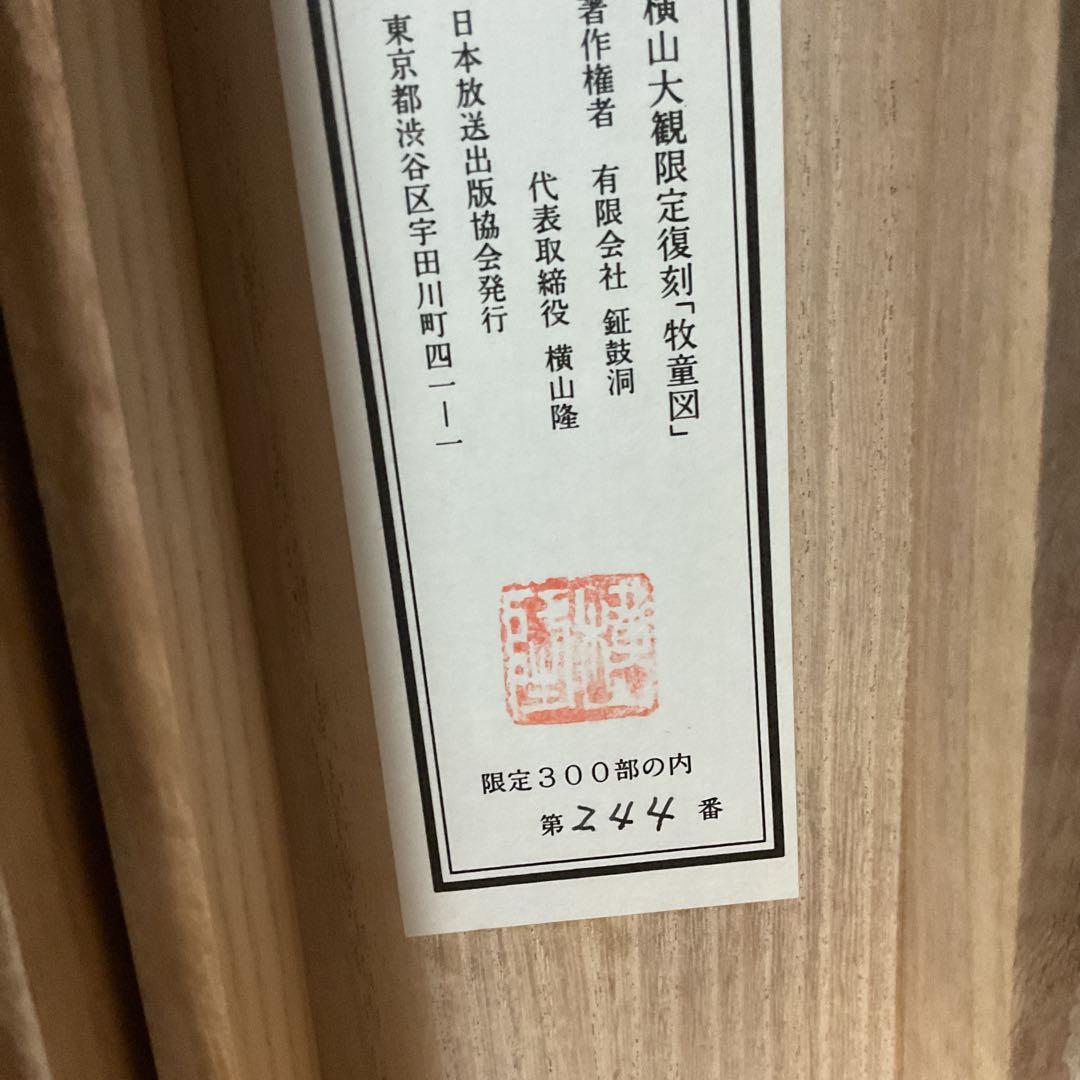 横山大観限定復刻「牧童図」
著作権者 有限会社 鉦鼓洞
代表取締役 横山隆
日本放送出版協会発行
東京都渋谷区宇田川町四一ー一
限定300部の内
第244番